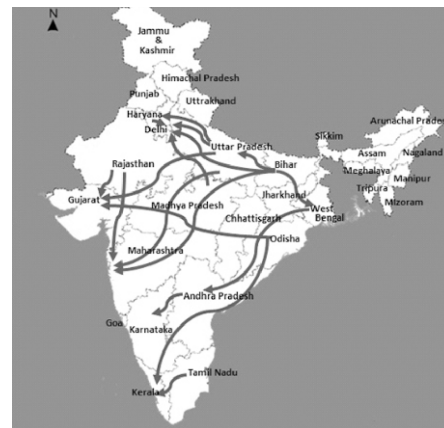 N
Jammu
&
Kashmir
Himachal Pradesh
Punjab
Uttrakhand
Haryana
Delhi
Arunachal Prades
Sikkim
Uttar Pradesh
Assam
Nagaland
Rajasthan
Bihar
Meghalaya
Manipur
Jharkhand
Tripura
Gujarat
Mizoram
Madhya Pradesh
West
Bengal
Chhattisgarh
Odisha
Maharashtra
Andhra Pradesh
Goa
Karnataka
Tamil Nadu
Kerala